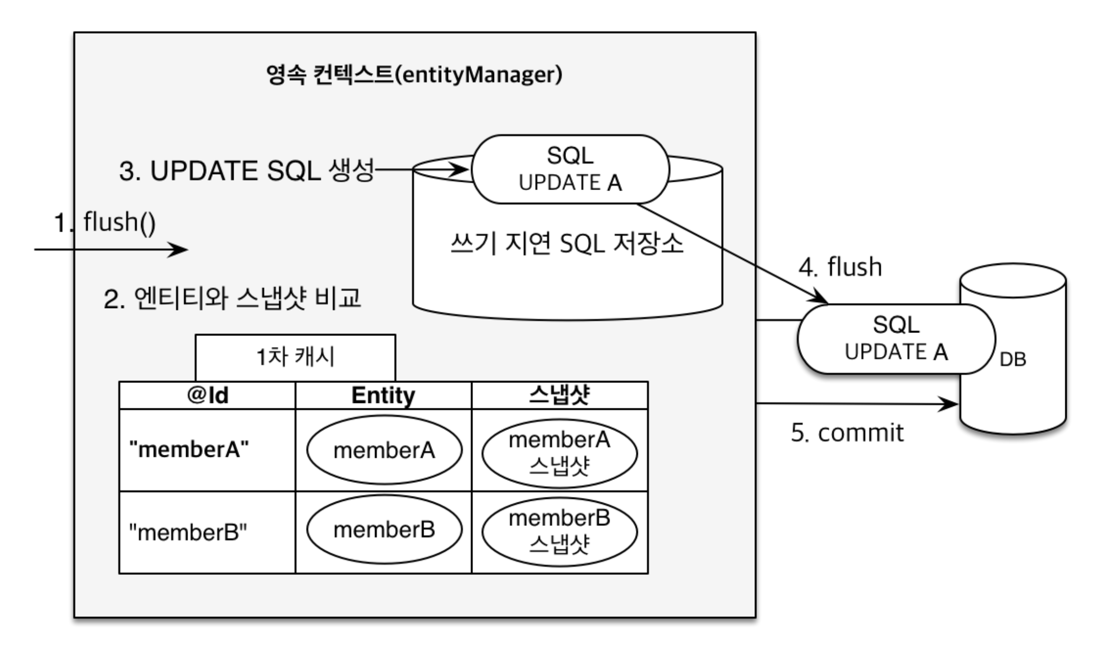 영속 컨텍스트(entityManager)
3. UPDATE SQL 생성
SQL
UPDATE A
1. flush()
쓰기 지연 SQL 저장소
4. flush
2. 엔티티와 스냅샷 비교
SQL
UPDATE A
DB
1차 캐시
@Id Entity 스냅샷
5. commit
"memberA" memberA memberA
스냅샷
"memberB" memberB memberB
스냅샷